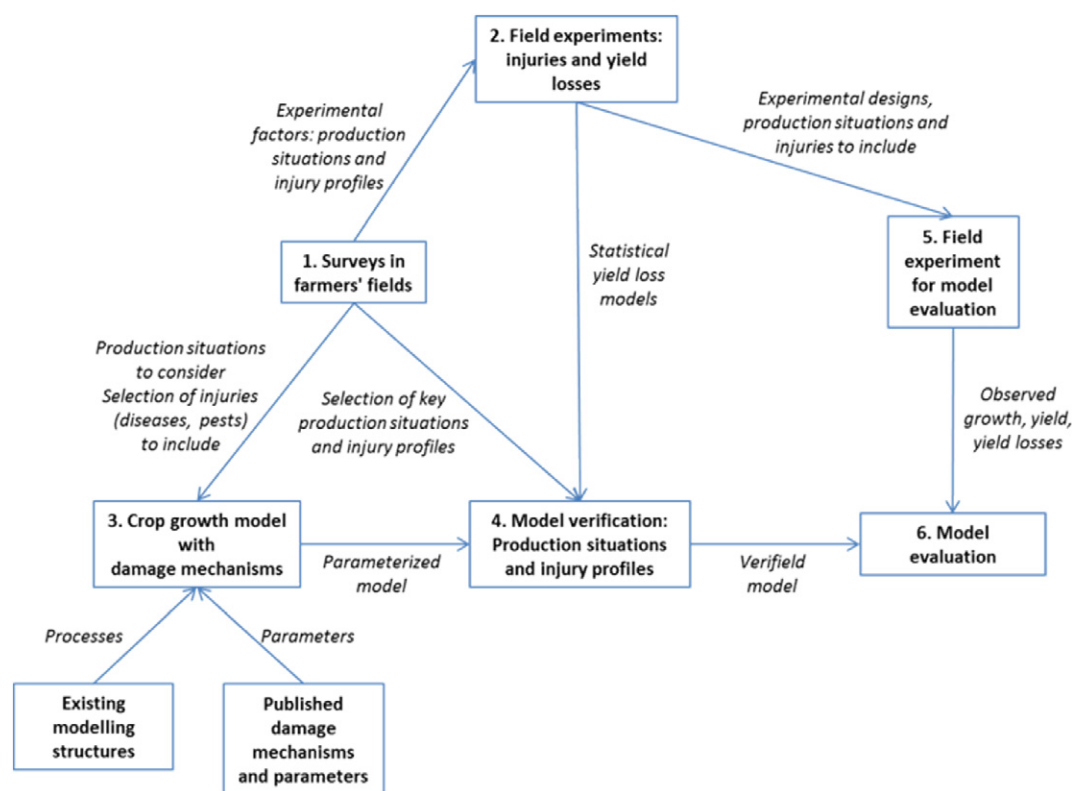 2. Field experiments:
injuries and yield
losses
Experimental
factors: production
situations and
injury profiles
Experimental designs,
production situations and
injuries to include
1. Surveys in
farmers' fields
Statistical
yield loss
models
5. Field
experiment
for model
evaluation
Production situations
to consider
Selection of injuries
(diseases, pests)
to include
Selection of key
production situations
and injury profiles
Observed
growth, yield,
yield losses
3. Crop growth model
with
damage mechanisms
Parameterized
model
4. Model verification:
Production situations
and injury profiles
Verifield
model
6. Model
evaluation
Processes
Parameters
Existing
modelling
structures
Published
damage
mechanisms
and parameters